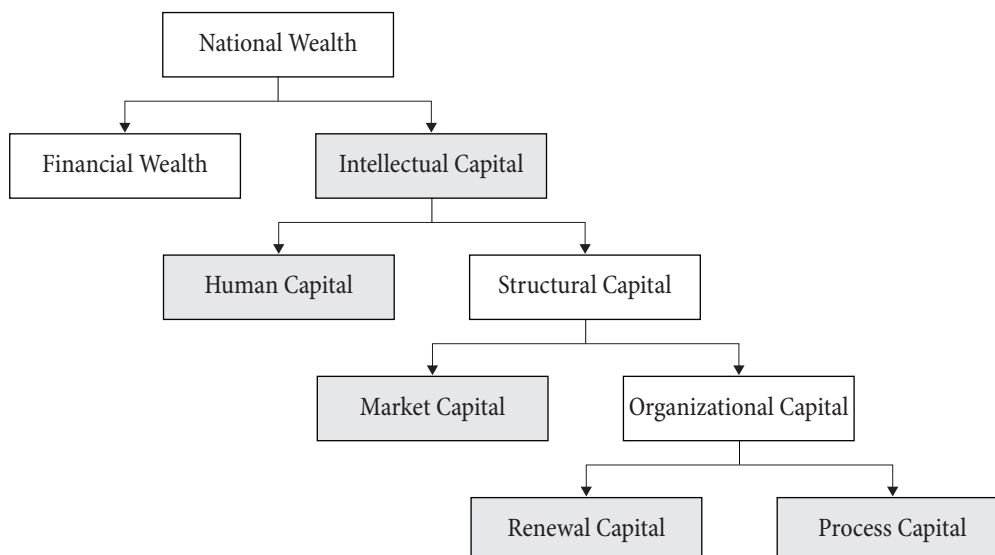 National Wealth
Financial Wealth
Intellectual Capital
Human Capital
Structural Capital
Market Capital
Organizational Capital
Renewal Capital
Process Capital